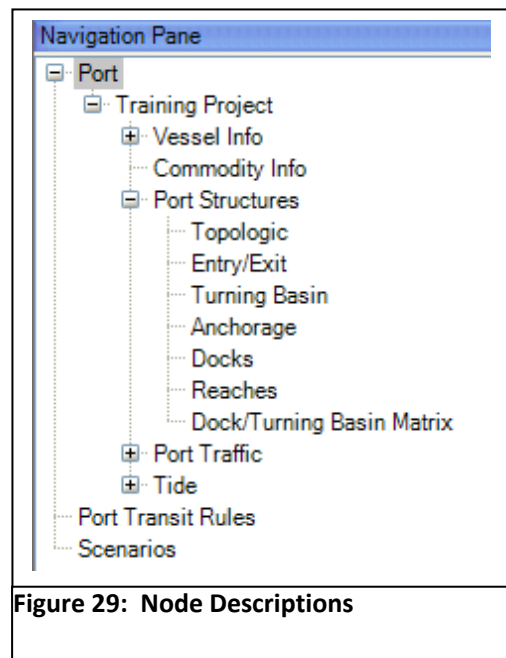 Navigation Pane
Port
Training Project
Vessel Info
Commodity Info
Port Structures
Topologic
Entry/Exit
Turning Basin
Anchorage
Docks
Reaches
Dock/Turning Basin Matrix
Port Traffic
Tide
Port Transit Rules
Scenarios
Figure 29: Node Descriptions